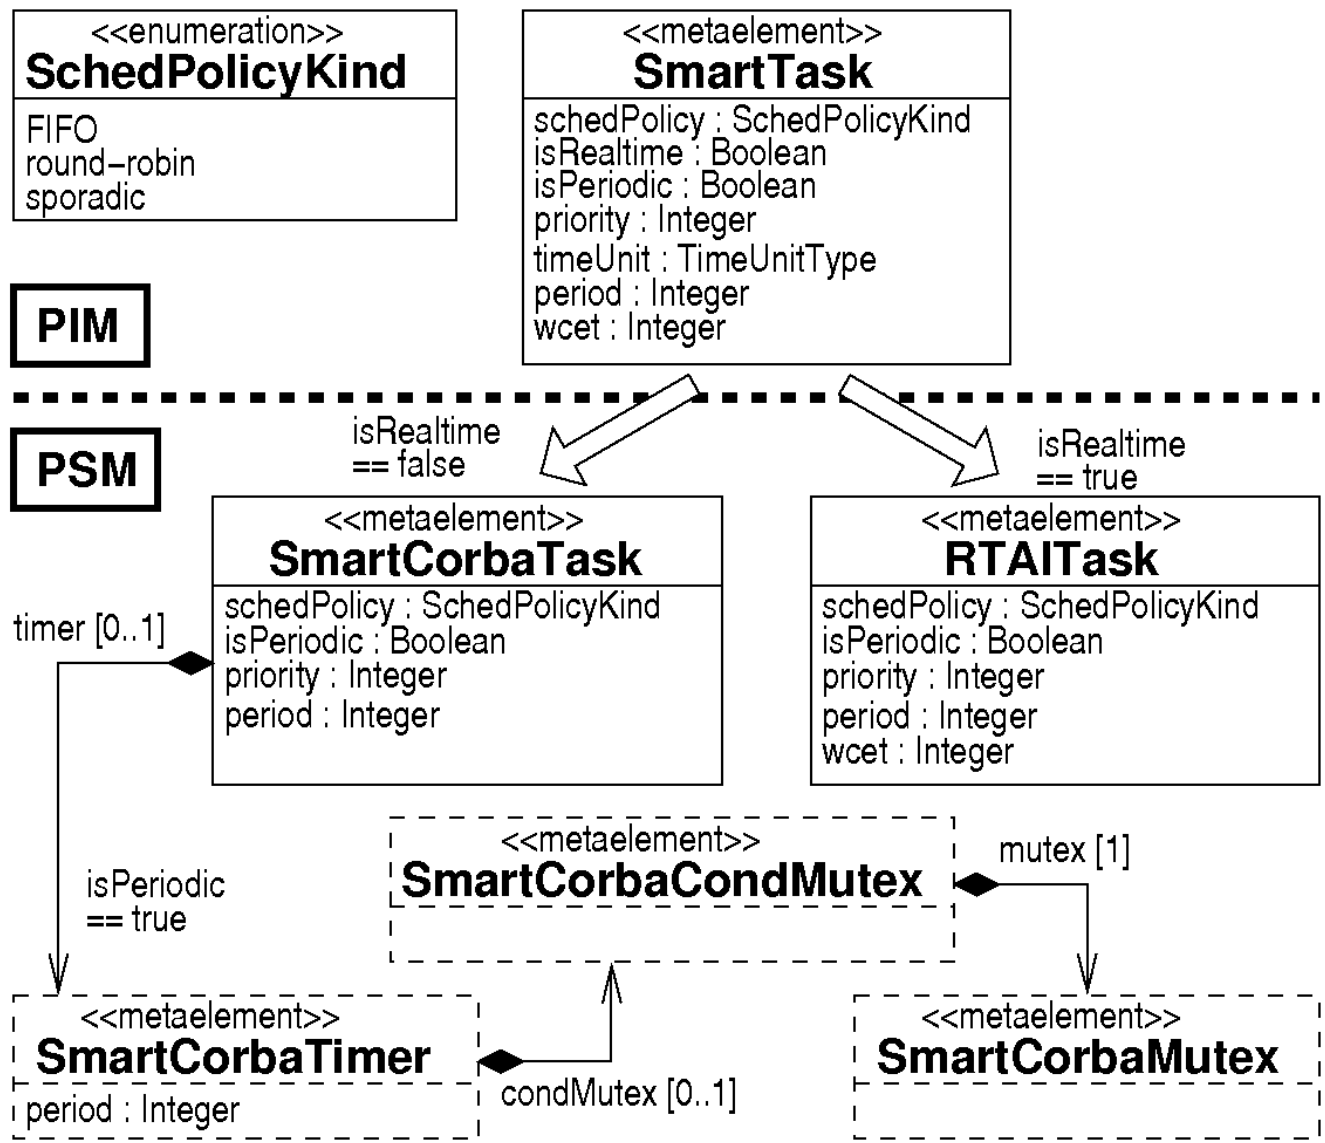 <<enumeration>>
SchedPolicyKind
FIFO
round-robin
sporadic
<<metaelement>>
SmartTask
schedPolicy : SchedPolicyKind
isRealtime : Boolean
isPeriodic : Boolean
priority : Integer
timeUnit : TimeUnitType
period : Integer
wcet : Integer
PIM
PSM
isRealtime
== false
isRealtime
== true
<<metaelement>>
SmartCorbaTask
schedPolicy : SchedPolicyKind
isPeriodic : Boolean
priority : Integer
period : Integer
<<metaelement>>
RTAITask
schedPolicy : SchedPolicyKind
isPeriodic : Boolean
priority : Integer
period : Integer
wcet : Integer
timer [0..1]
isPeriodic
== true
<<metaelement>>
SmartCorbaCondMutex
mutex [1]
<<metaelement>>
SmartCorbaTimer
period : Integer
condMutex [0..1]
<<metaelement>>
SmartCorbaMutex